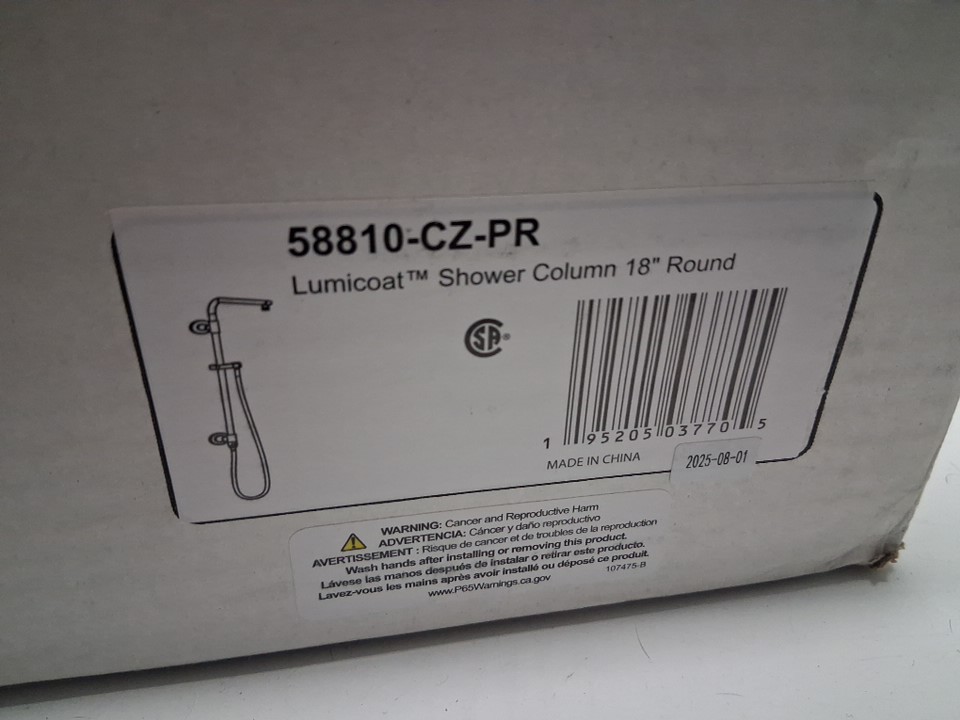 58810-CZ-PR
Lumicoat™ Shower Column 18" Round
SA®
1 95205 03770 5
MADE IN CHINA
2025-08-01
WARNING: Cancer and Reproductive Harm
ADVERTENCIA: Cáncer y daño reproductivo
AVERTISSEMENT : Risque de cancer et de troubles de la reproduction
Wash hands after installing or removing this product.
Lávese las manos después de instalar o retirar este producto.
Lavez-vous les mains après avoir installé ou déposé ce produit.
www.P65Warnings.ca.gov
107475-B